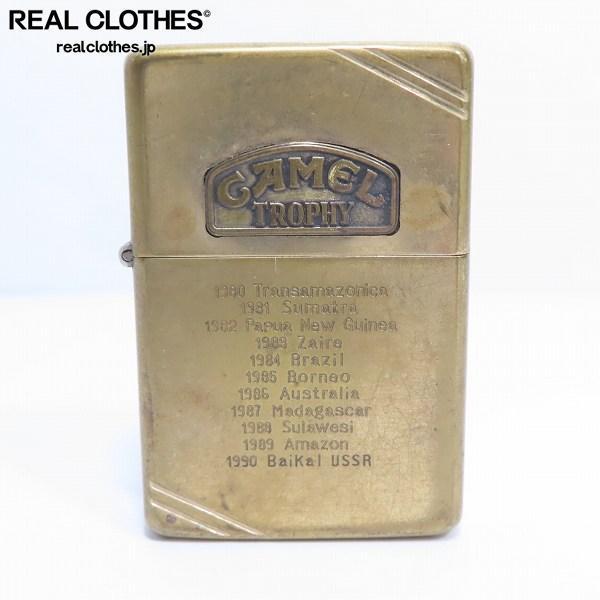 REAL CLOTHES©
realclothes.jp
CAMEL
TROPHY
1980 Transamazonica
1981 Sumatra
1982 Papua New Guinea
1983 Zaire
1984 Brazil
1985 Borneo
1986 Australia
1987 Madagascar
1988 Sulawesi
1989 Amazon
1990 Baikal USSR